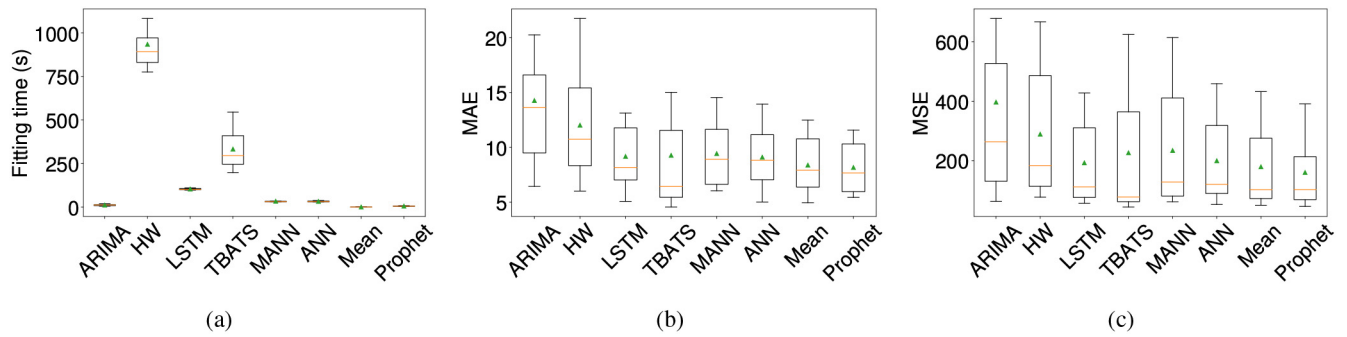 Fitting time (s)
1000
750
500
250
0
ARIMA
HW
LSTM
TBATS
MANN
ANN
Mean
Prophet
(a)
MAE
20
15
10
5
ARIMA
HW
LSTM
TBATS
MANN
ANN
Mean
Prophet
(b)
MSE
600
400
200
ARIMA
HW
LSTM
TBATS
MANN
ANN
Mean
Prophet
(c)